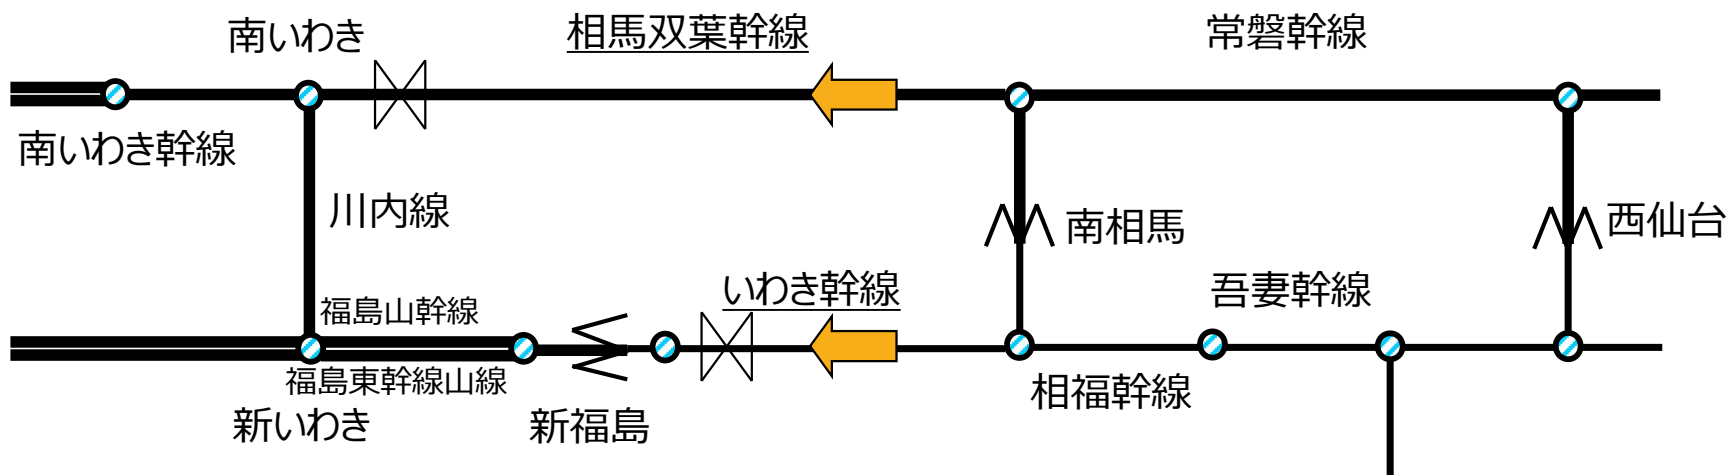 南いわき
相馬双葉幹線
常磐幹線
南いわき幹線
川内線
南相馬
西仙台
福島山幹線
いわき幹線
吾妻幹線
福島東幹線山線
相福幹線
新いわき
新福島